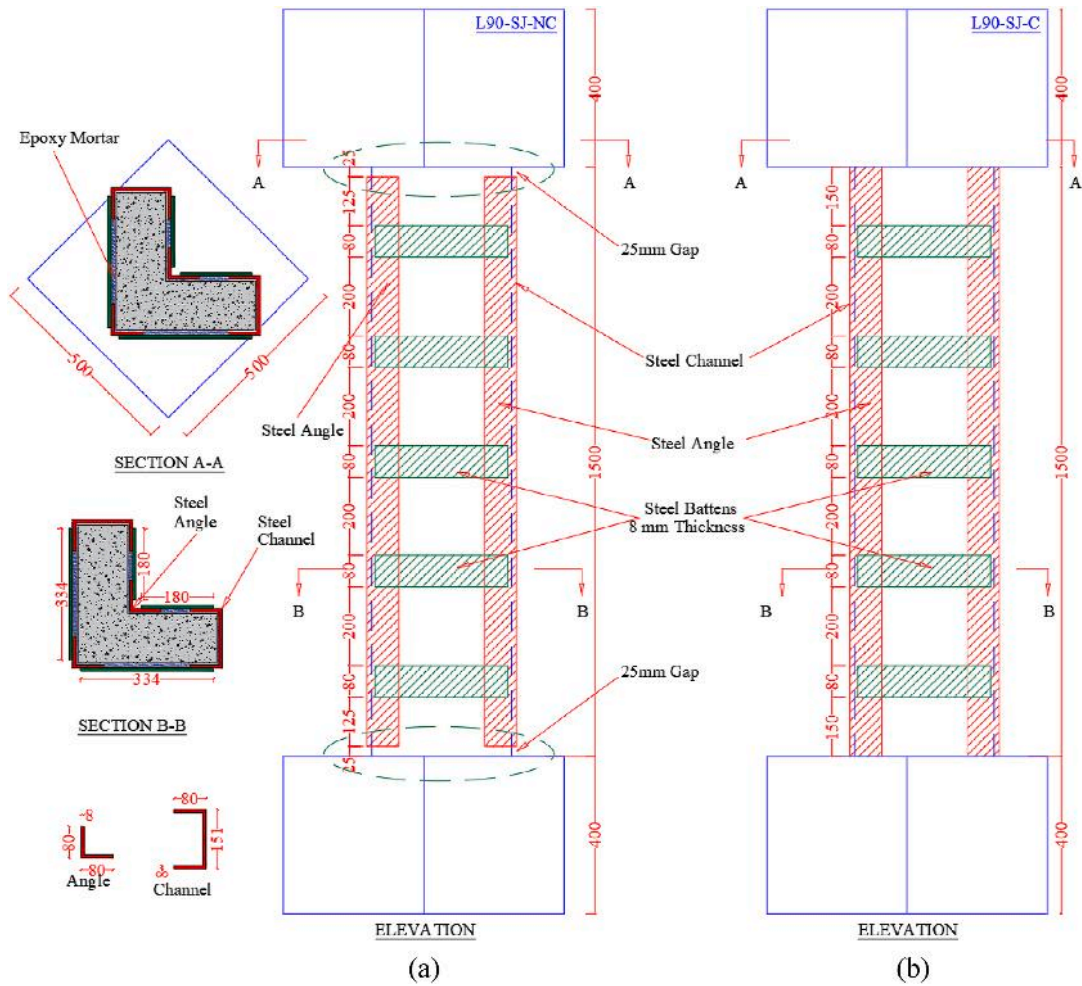 L90-SJ-NC
L90-SJ-C
Epoxy Mortar
A
A
A
A
25mm Gap
Steel Channel
Steel Angle
Steel Angle
Steel Battens
8 mm Thickness
B
B
B
B
25mm Gap
500
500
SECTION A-A
Steel
Angle
Steel
Channel
334
180
180
334
SECTION B-B
8
80
80
Angle
80
151
8
Channel
25
125
80
200
80
200
80
200
80
200
80
125
25
400
1500
400
150
80
200
80
200
80
200
80
200
80
150
400
1500
400
ELEVATION
ELEVATION
(a)
(b)